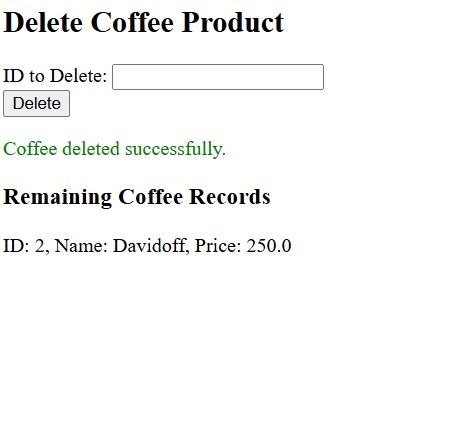 Delete Coffee Product
ID to Delete:
Delete
Coffee deleted successfully.
Remaining Coffee Records
ID: 2, Name: Davidoff, Price: 250.0